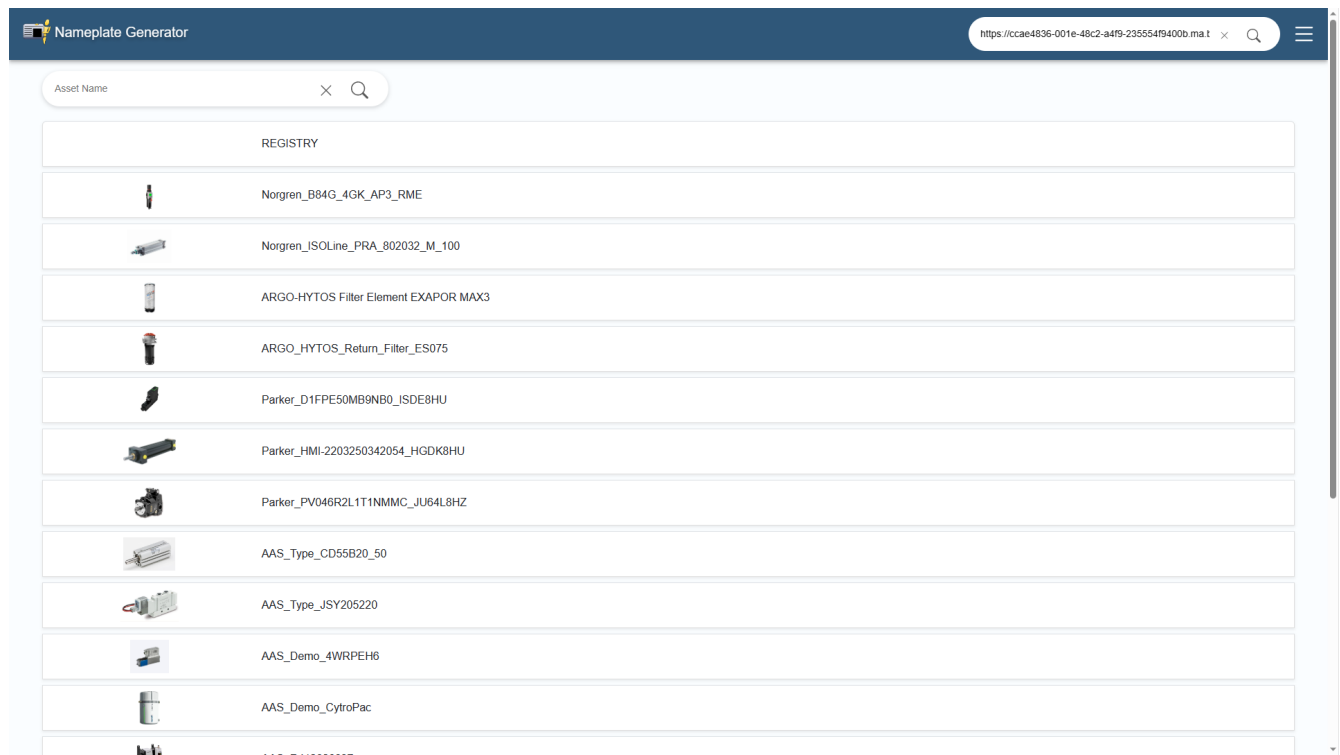 Nameplate Generator
https://ccae4836-001e-48c2-a4f9-235554f9400b.ma.b
Asset Name
REGISTRY
Norgren_B84G_4GK_AP3_RME
Norgren_ISOLine_PRA_802032_M_100
ARGO-HYTOS Filter Element EXAPOR MAX3
ARGO_HYTOS_Return_Filter_ES075
Parker_D1FPE50MB9NB0_ISDE8HU
Parker_HMI-2203250342054_HGDK8HU
Parker_PV046R2L1T1NMMC_JU64L8HZ
AAS_Type_CD55B20_50
AAS_Type_JSY205220
AAS_Demo_4WRPEH6
AAS_Demo_CytroPac